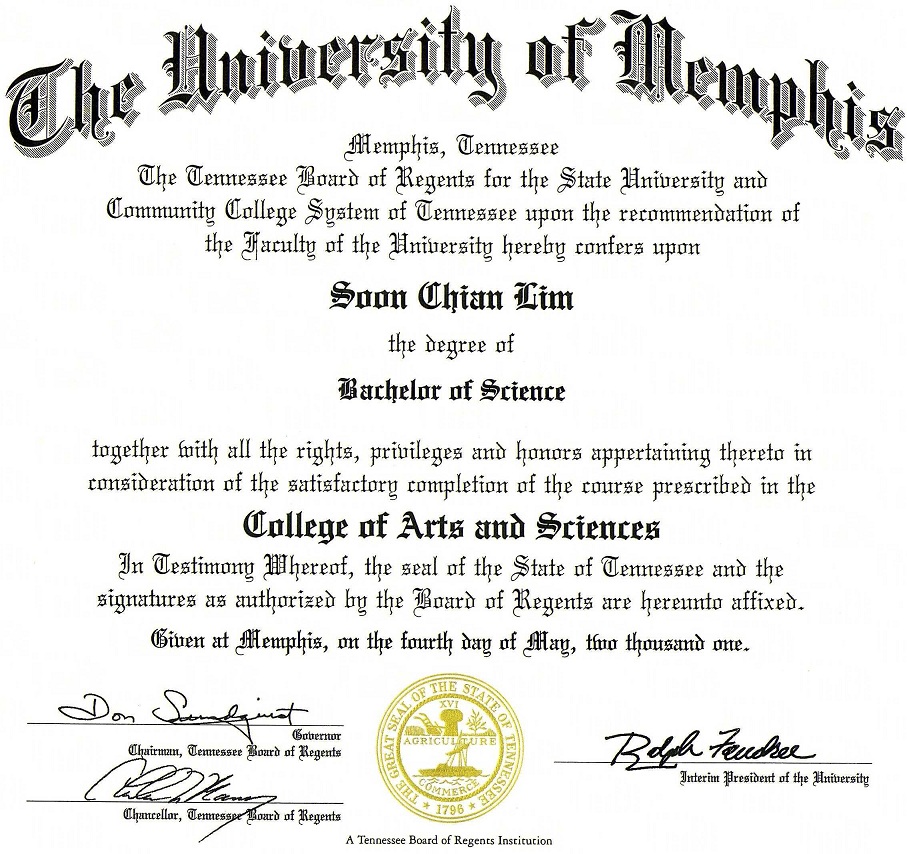 The University of Memphis
Memphis, Tennessee
The Tennessee Board of Regents for the State University and
Community College System of Tennessee upon the recommendation of
the Faculty of the University hereby confers upon
Soon Chian Lim
the degree of
Bachelor of Science
together with all the rights, privileges and honors appertaining thereto in
consideration of the satisfactory completion of the course prescribed in the
College of Arts and Sciences
In Testimony Whereof, the seal of the State of Tennessee and the
signatures as authorized by the Board of Regents are hereunto affixed.
Given at Memphis, on the fourth day of May, two thousand one.
Don Sundquist
Governor
Chairman, Tennessee Board of Regents
Chancellor, Tennessee Board of Regents
THE GREAT SEAL OF THE STATE OF TENNESSEE
XVI
AGRICULTURE
COMMERCE
1796
Ralph Faudree
Interim President of the University
A Tennessee Board of Regents Institution